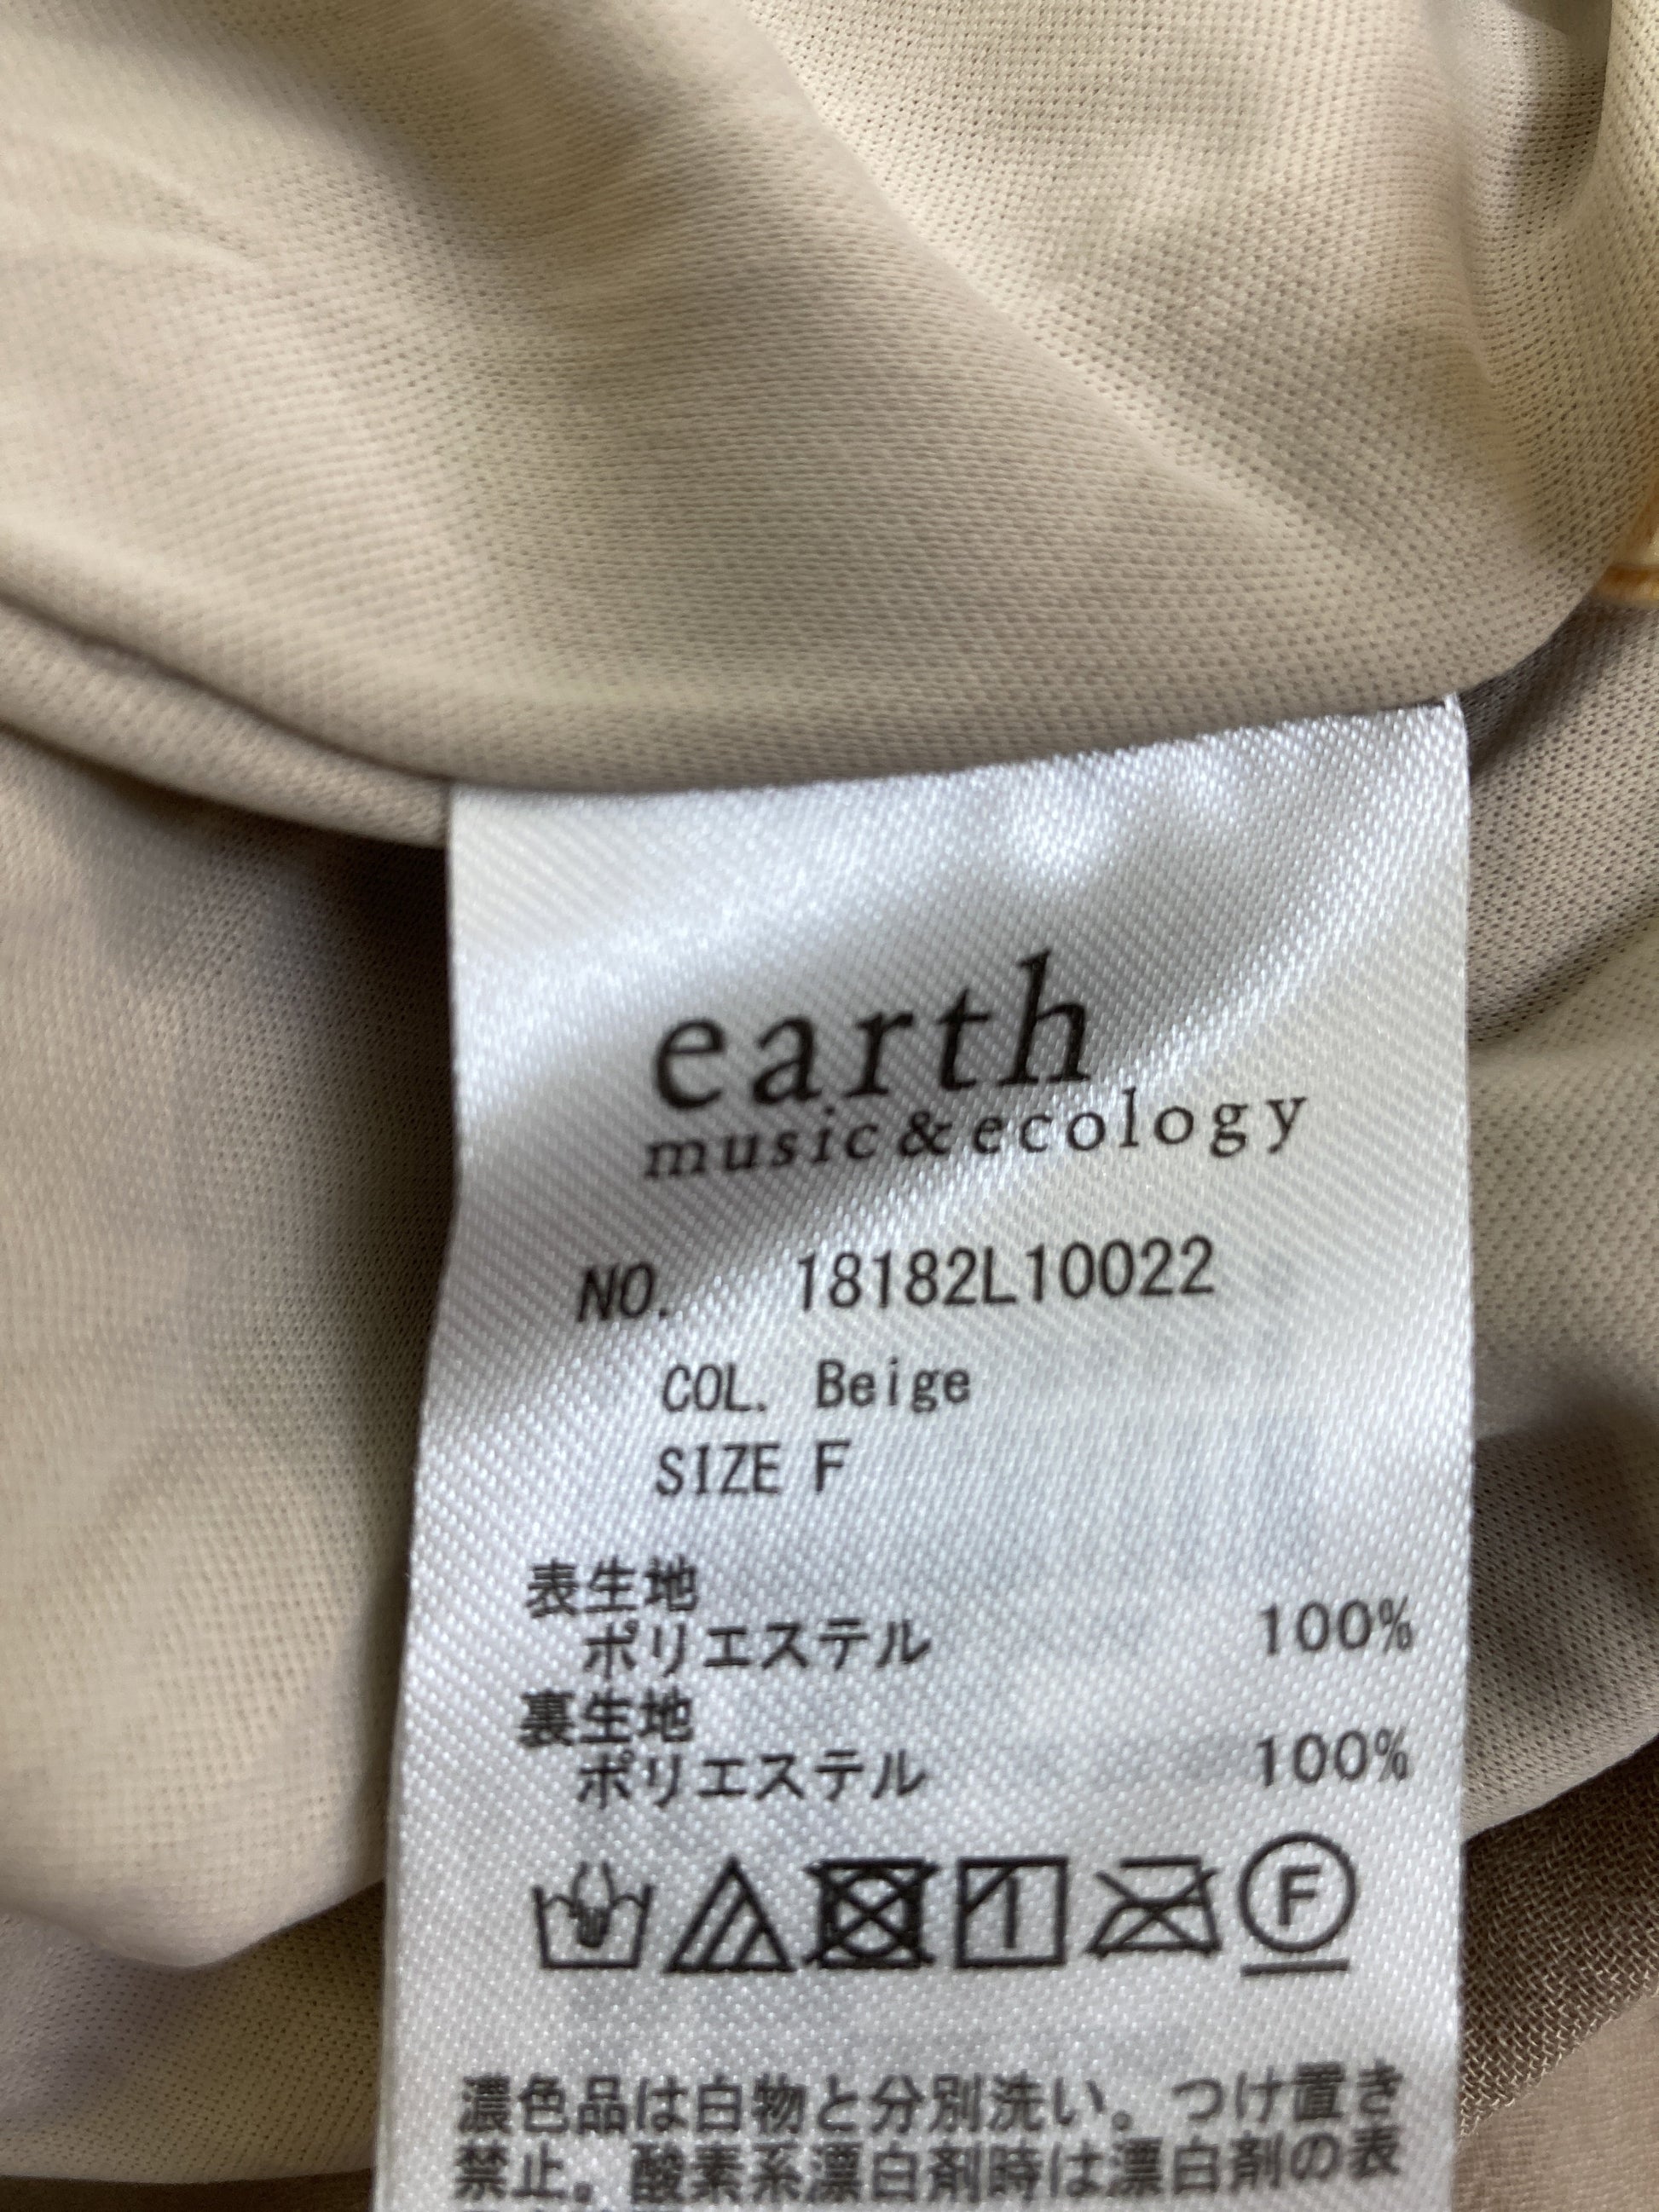 earth
music&ecology
NO. 18182L10022
COL. Beige
SIZE F
表生地
ポリエステル 100%
裏生地
ポリエステル 100%
F
濃色品は白物と分別洗い。つけ置き
禁止。酸素系漂白剤時は漂白剤の表